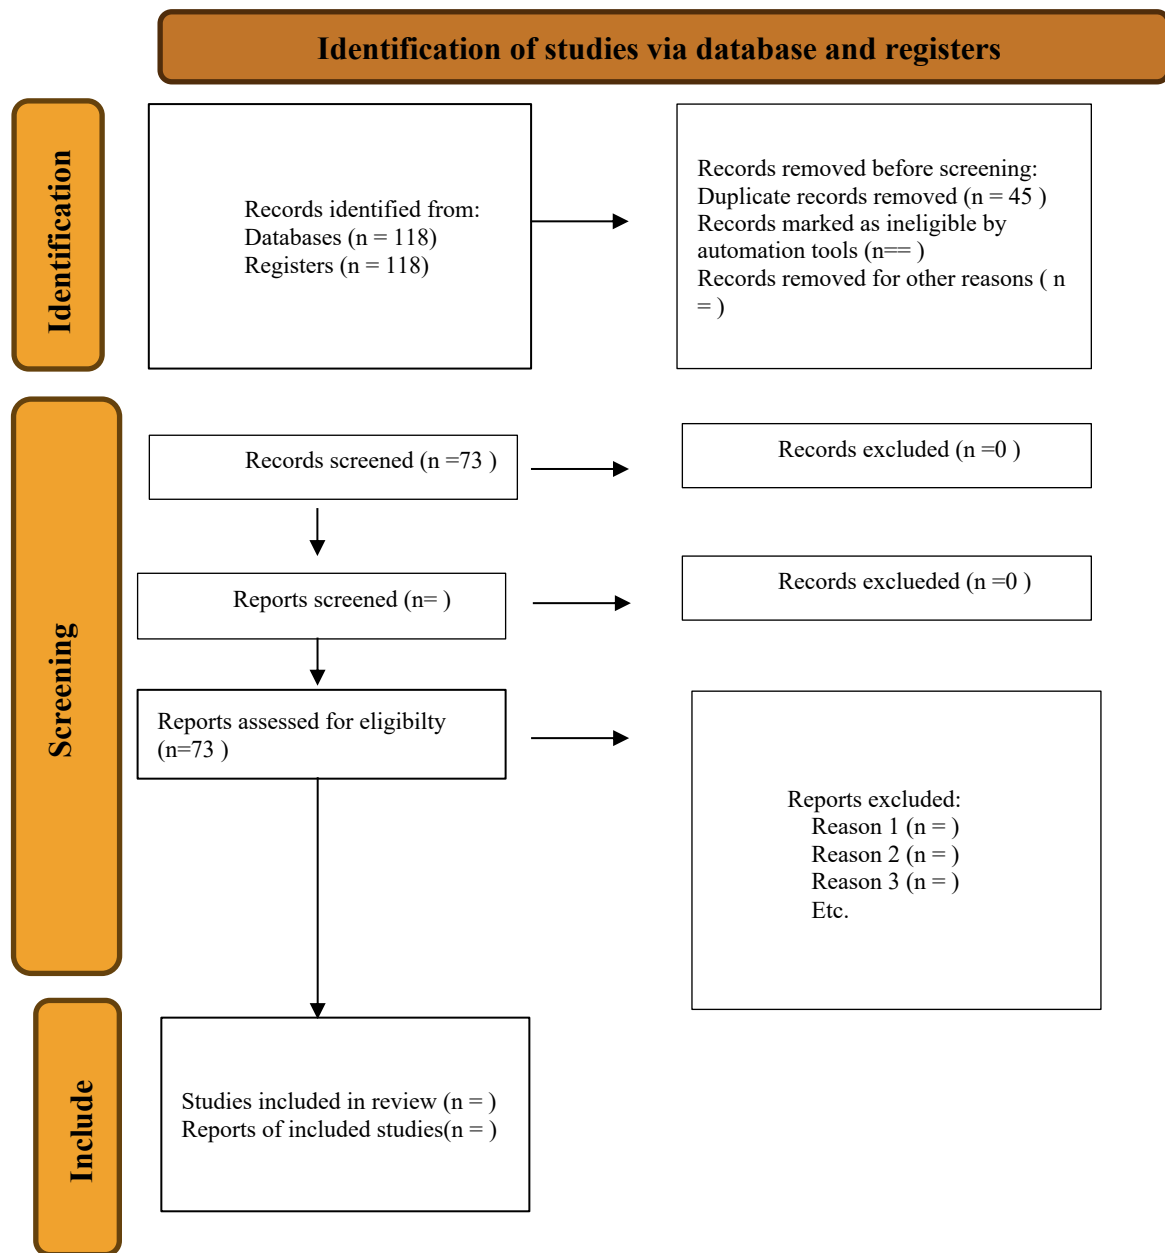 Identification of studies via database and registers
Identification
Records identified from:
Databases (n = 118)
Registers (n = 118)
Records removed before screening:
Duplicate records removed (n = 45 )
Records marked as ineligible by
automation tools (n== )
Records removed for other reasons ( n
= )
Screening
Records screened (n =73 )
Records excluded (n =0 )
Reports screened (n= )
Records exclueded (n =0 )
Reports assessed for eligibilty
(n=73 )
Reports excluded:
Reason 1 (n = )
Reason 2 (n = )
Reason 3 (n = )
Etc.
Include
Studies included in review (n = )
Reports of included studies(n = )